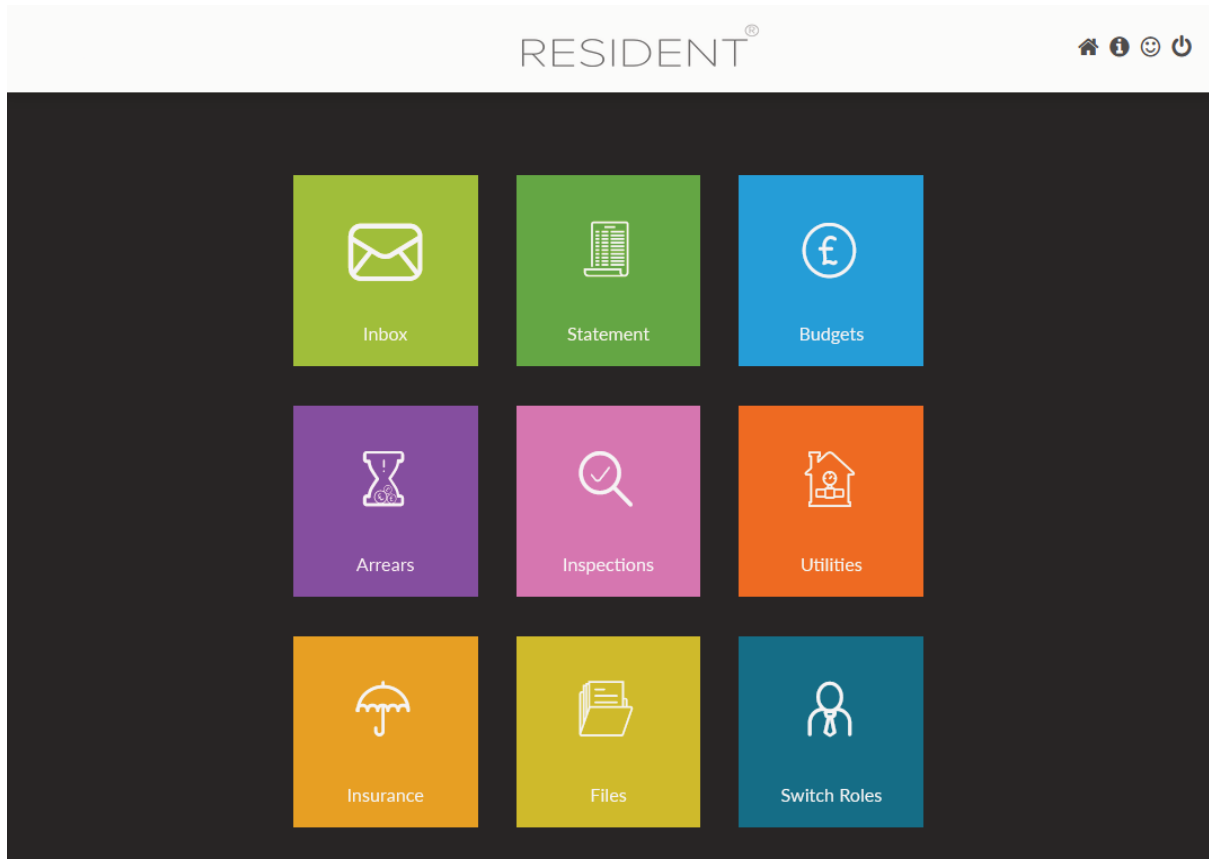 RESIDENT®
Inbox
Statement
Budgets
Arrears
Inspections
Utilities
Insurance
Files
Switch Roles